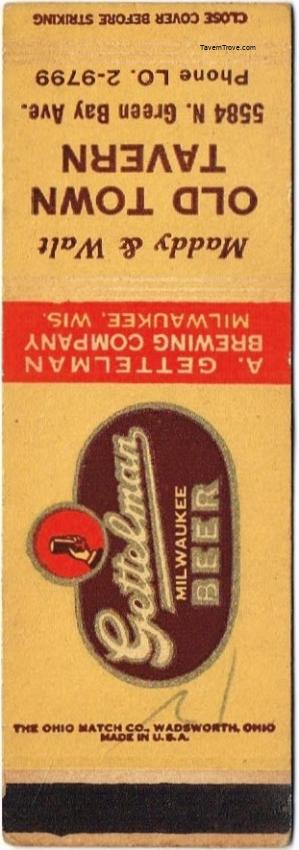 CLOSE COVER BEFORE STRIKING
TavernTrove.com
Maddy & Walt
OLD TOWN
TAVERN
5584 N. Green Bay Ave.
Phone LO. 2-9799
A. GETTELMAN
BREWING COMPANY
MILWAUKEE, WIS.
Gettelman
MILWAUKEE
BEER
THE OHIO MATCH CO., WADSWORTH, OHIO
MADE IN U.S.A.